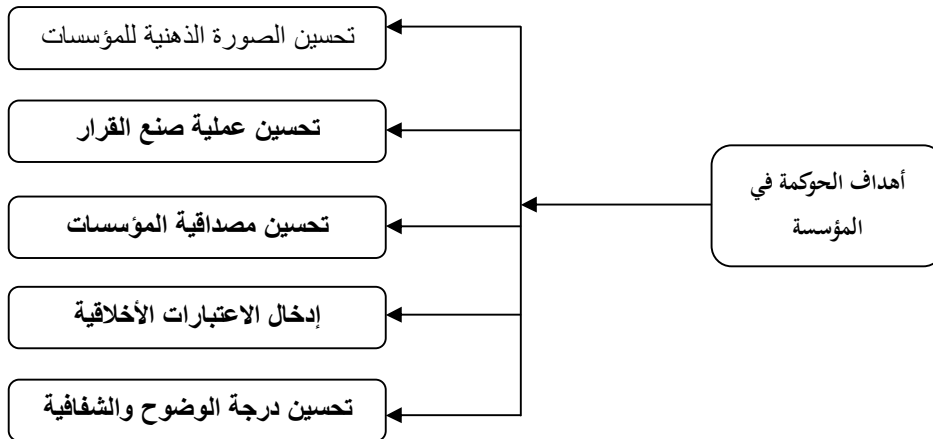 أهداف الحوكمة في
المؤسسة
تحسين الصورة الذهنية للمؤسسات
تحسين عملية صنع القرار
تحسين مصداقية المؤسسات
إدخال الاعتبارات الأخلاقية
تحسين درجة الوضوح والشفافية